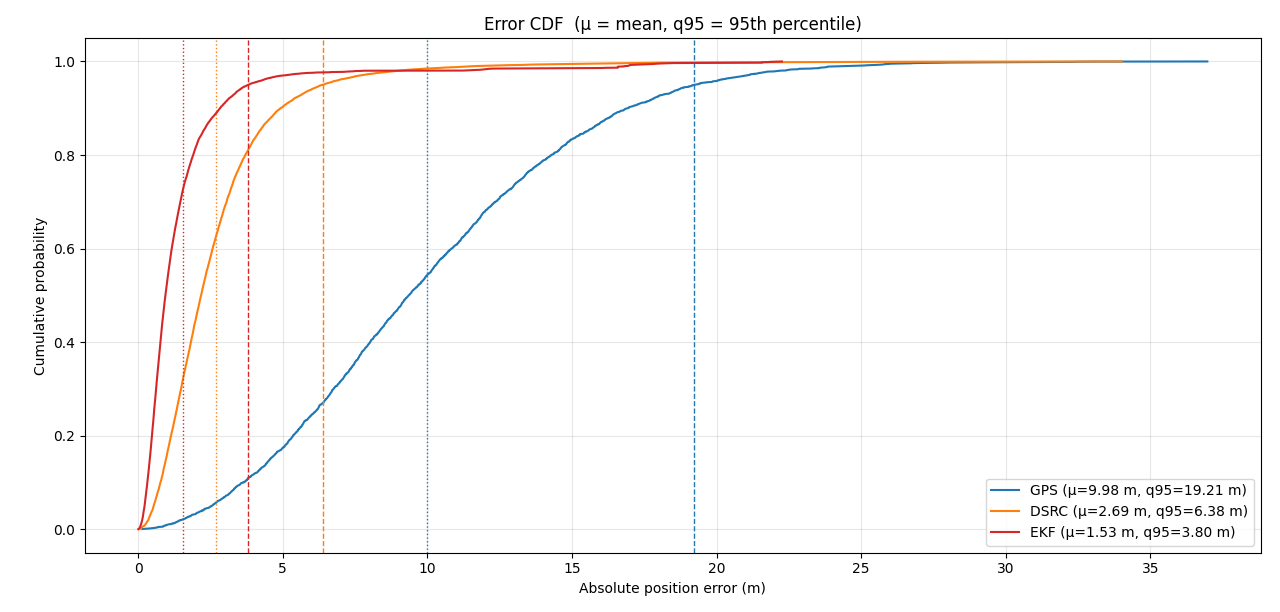 Error CDF  (μ = mean, q95 = 95th percentile)
Cumulative probability
1.0
0.8
0.6
0.4
0.2
0.0
GPS (μ=9.98 m, q95=19.21 m)
DSRC (μ=2.69 m, q95=6.38 m)
EKF (μ=1.53 m, q95=3.80 m)
0 5 10 15 20 25 30 35
Absolute position error (m)